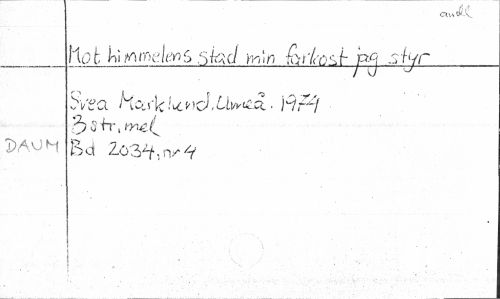 andl
Mot himmelens stad min farkost jag styr
Svea Marklund, Umeå. 1974
3 str, mel
DAUM Bd 2034, nr 4